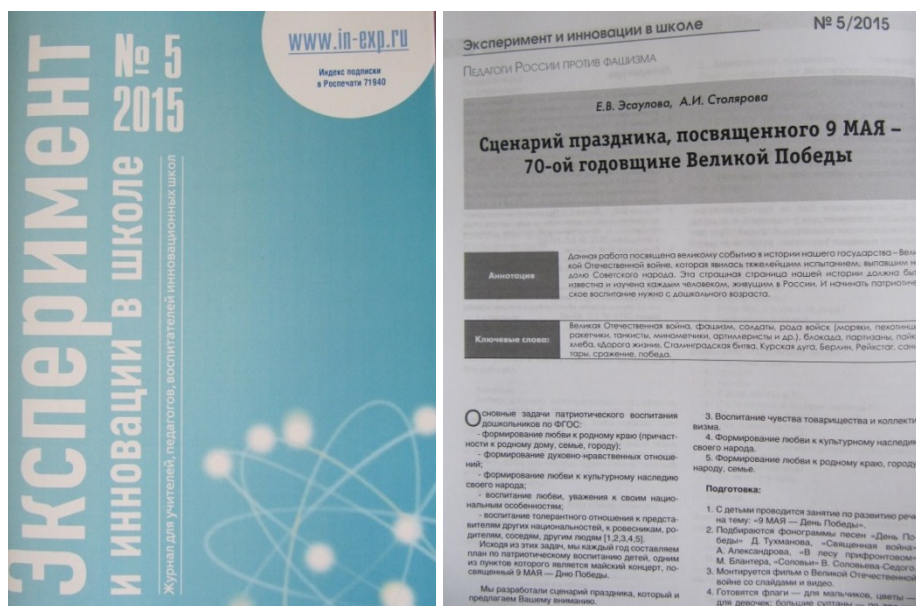 Эксперимент
и инновации в школе
Журнал для учителей, педагогов, воспитателей инновационных школ
№ 5
2015
www.in-exp.ru
Индекс подписки
в Роспечати 71940
Эксперимент и инновации в школе
№ 5/2015
Педагоги России против фашизма
Е.В. Эсаулова, А.И. Столярова
Сценарий праздника, посвященного 9 МАЯ –
70-ой годовщине Великой Победы
Аннотация
Данная работа посвящена великому событию в истории нашего государства – Вели
кой Отечественной войне, которая явилась тяжелейшим испытанием, выпавшим н
долю Советского народа. Эта страшная страница нашей истории должна бы
известна и изучена каждым человеком, живущим в России. И начинать патриотиче
ское воспитание нужно с дошкольного возраста.
Ключевые слова:
Великая Отечественная война, фашизм, солдаты, рода войск (моряки, пехотинц
ракетчики, танкисты, минометчики, артиллеристы и др.), блокада, партизаны, пайк
хлеба, «Дорога жизни», Сталинградская битва, Курская дуга, Берлин, Рейхстаг, сан
тары, сражение, победа.
Основные задачи патриотического воспитания
дошкольников по ФГОС:
- формирование любви к родному краю (причаст-
ности к родному дому, семье, городу);
- формирование духовно-нравственных отноше-
ний;
- формирование любви к культурному наследию
своего народа;
- воспитание любви, уважения к своим нацио-
нальным особенностям;
- воспитание толерантного отношения к предста-
вителям других национальностей, к ровесникам, ро-
дителям, соседям, другим людям [1,2,3,4,5].
Исходя из этих задач, мы каждый год составляем
план по патриотическому воспитанию детей, одним
из пунктов которого является майский концерт, по-
священный 9 МАЯ — Дню Победы.
Мы разработали сценарий праздника, который и
предлагаем Вашему вниманию.
3. Воспитание чувства товарищества и коллекти
визма.
4. Формирование любви к культурному наследи
своего народа.
5. Формирование любви к родному краю, городу
народу, семье.
Подготовка:
1. С детьми проводится занятие по развитию реч
на тему: «9 МАЯ — День Победы».
2. Подбираются фонограммы песен «День По
беды» Д. Тухманова, «Священная война»
А. Александрова, «В лесу прифронтовом»
М. Блантера, «Соловьи» В. Соловьева-Седого
3. Монтируется фильм о Великой Отечественной
войне со слайдами и видео.
4. Готовятся флаги — для мальчиков, цветы —
для девочек; большие султаны